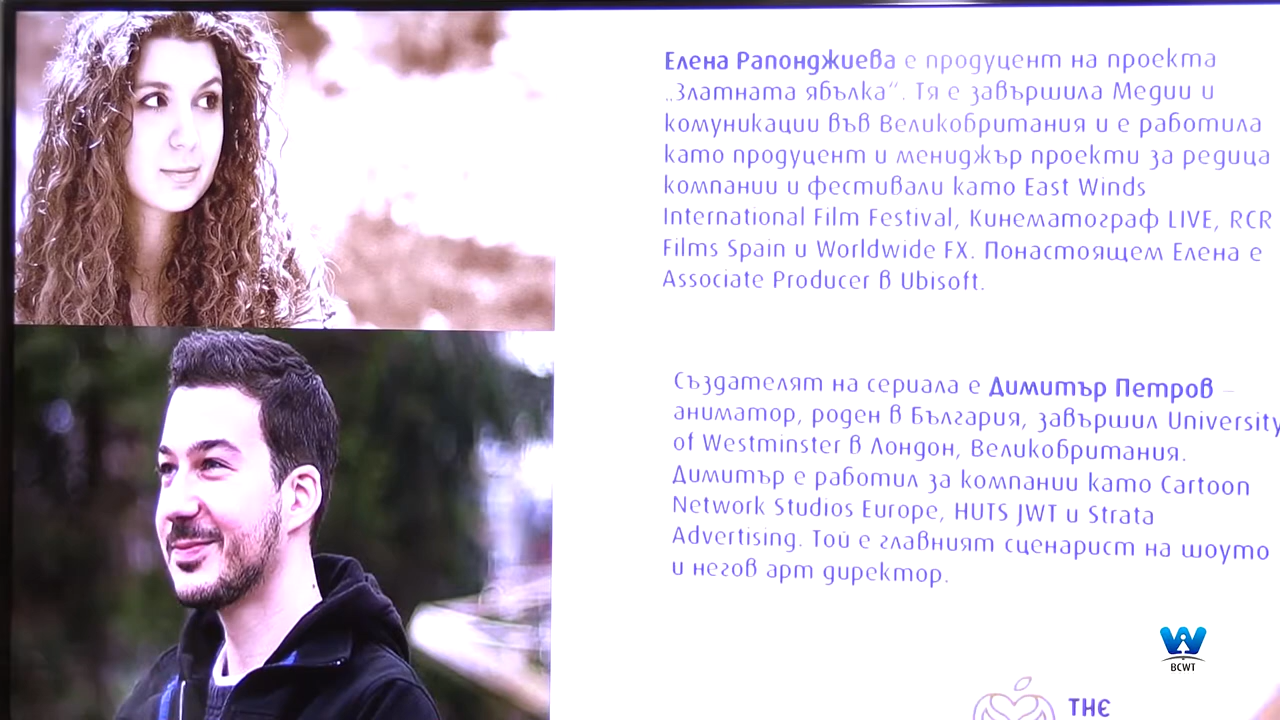 Елена Рапонджиева е продуцент на проекта
„Златната ябълка“. Тя е завършила Медии и
комуникации във Великобритания и е работила
като продуцент и мениджър проекти за редица
компании и фестивали като East Winds
International Film Festival, Кинематограф LIVE, RCR
Films Spain и Worldwide FX. Понастоящем Елена е
Associate Producer в Ubisoft.
Създателят на сериала е Димитър Петров –
аниматор, роден в България, завършил University
of Westminster в Лондон, Великобритания.
Димитър е работил за компании като Cartoon
Network Studios Europe, HUTS JWT и Strata
Advertising. Той е главният сценарист на шоуто
и негов арт директор.
BCWT
THE